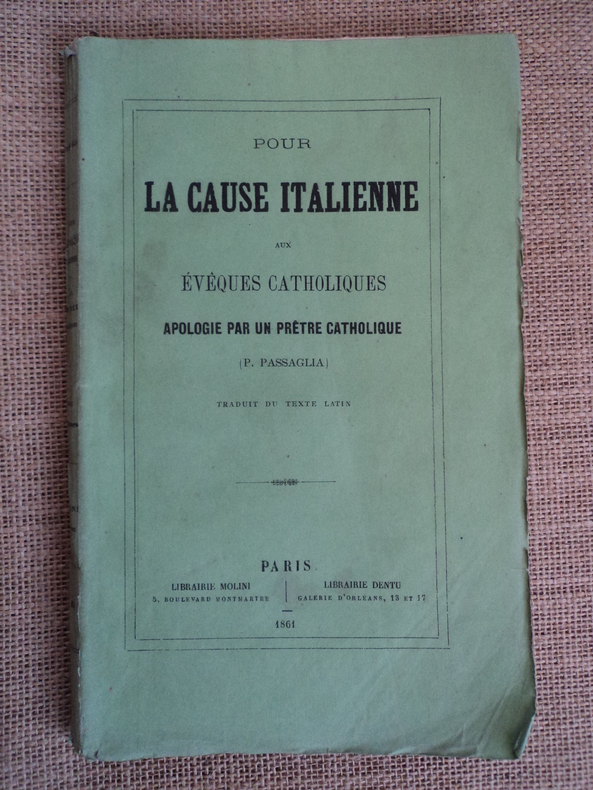 POUR
LA CAUSE ITALIENNE
AUX
ÉVÊQUES CATHOLIQUES
APOLOGIE PAR UN PRÊTRE CATHOLIQUE
(P. PASSAGLIA)
TRADUIT DU TEXTE LATIN
PARIS
LIBRAIRIE MOLINI
5, BOULEVARD MONTMARTRE
LIBRAIRIE DENTU
GALERIE D'ORLÉANS, 13 ET 17
1861